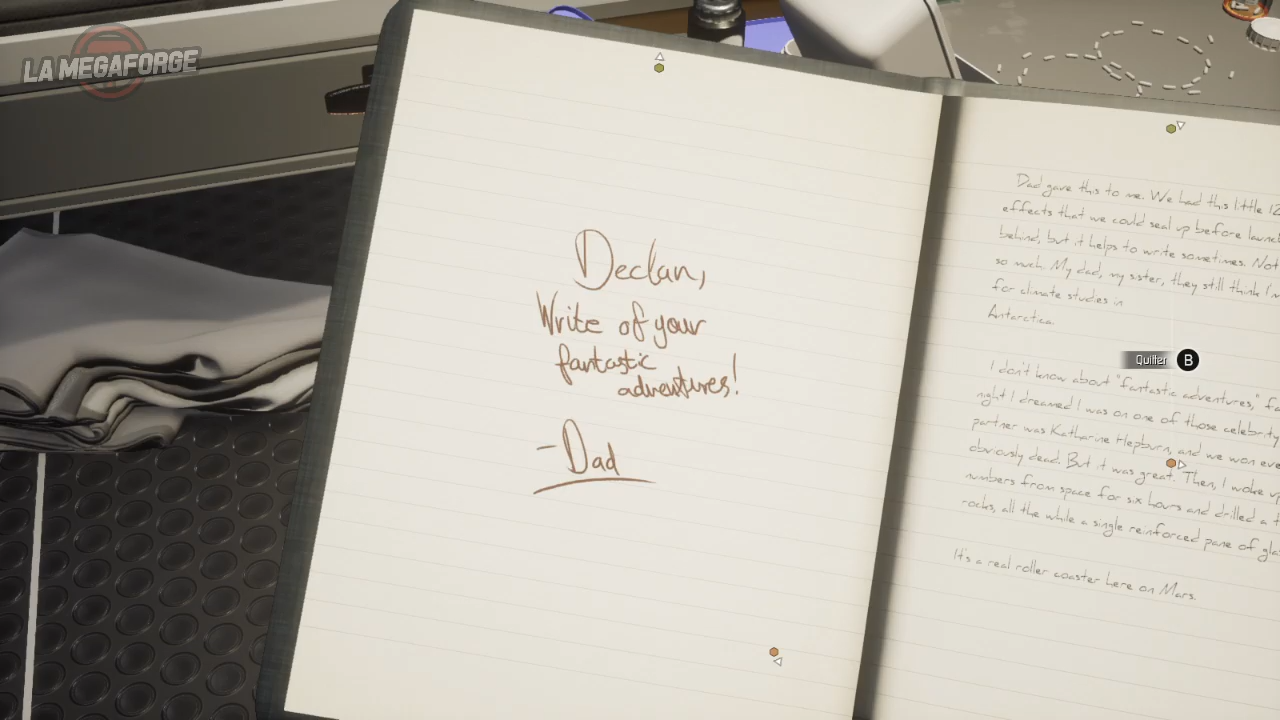 LA MEGAFORGE
Declan,
Write of your
fantastic
adventures!
-Dad
Dad gave this to me. We had this little 12
effects that we could seal up before launc
behind, but it helps to write sometimes. Not
so much. My dad, my sister, they still think I'm
for climate studies in
Antarctica.
Quitter B
I don't know about "fantastic adventures,"
night I dreamed I was on one of those celebrity
partner was Katharine Hepburn, and we won eve
obviously dead. But it was great. Then, I woke up
numbers from space for six hours and drilled a
rocks, all the while a single reinforced pane of gla
It's a real roller coaster here on Mars.